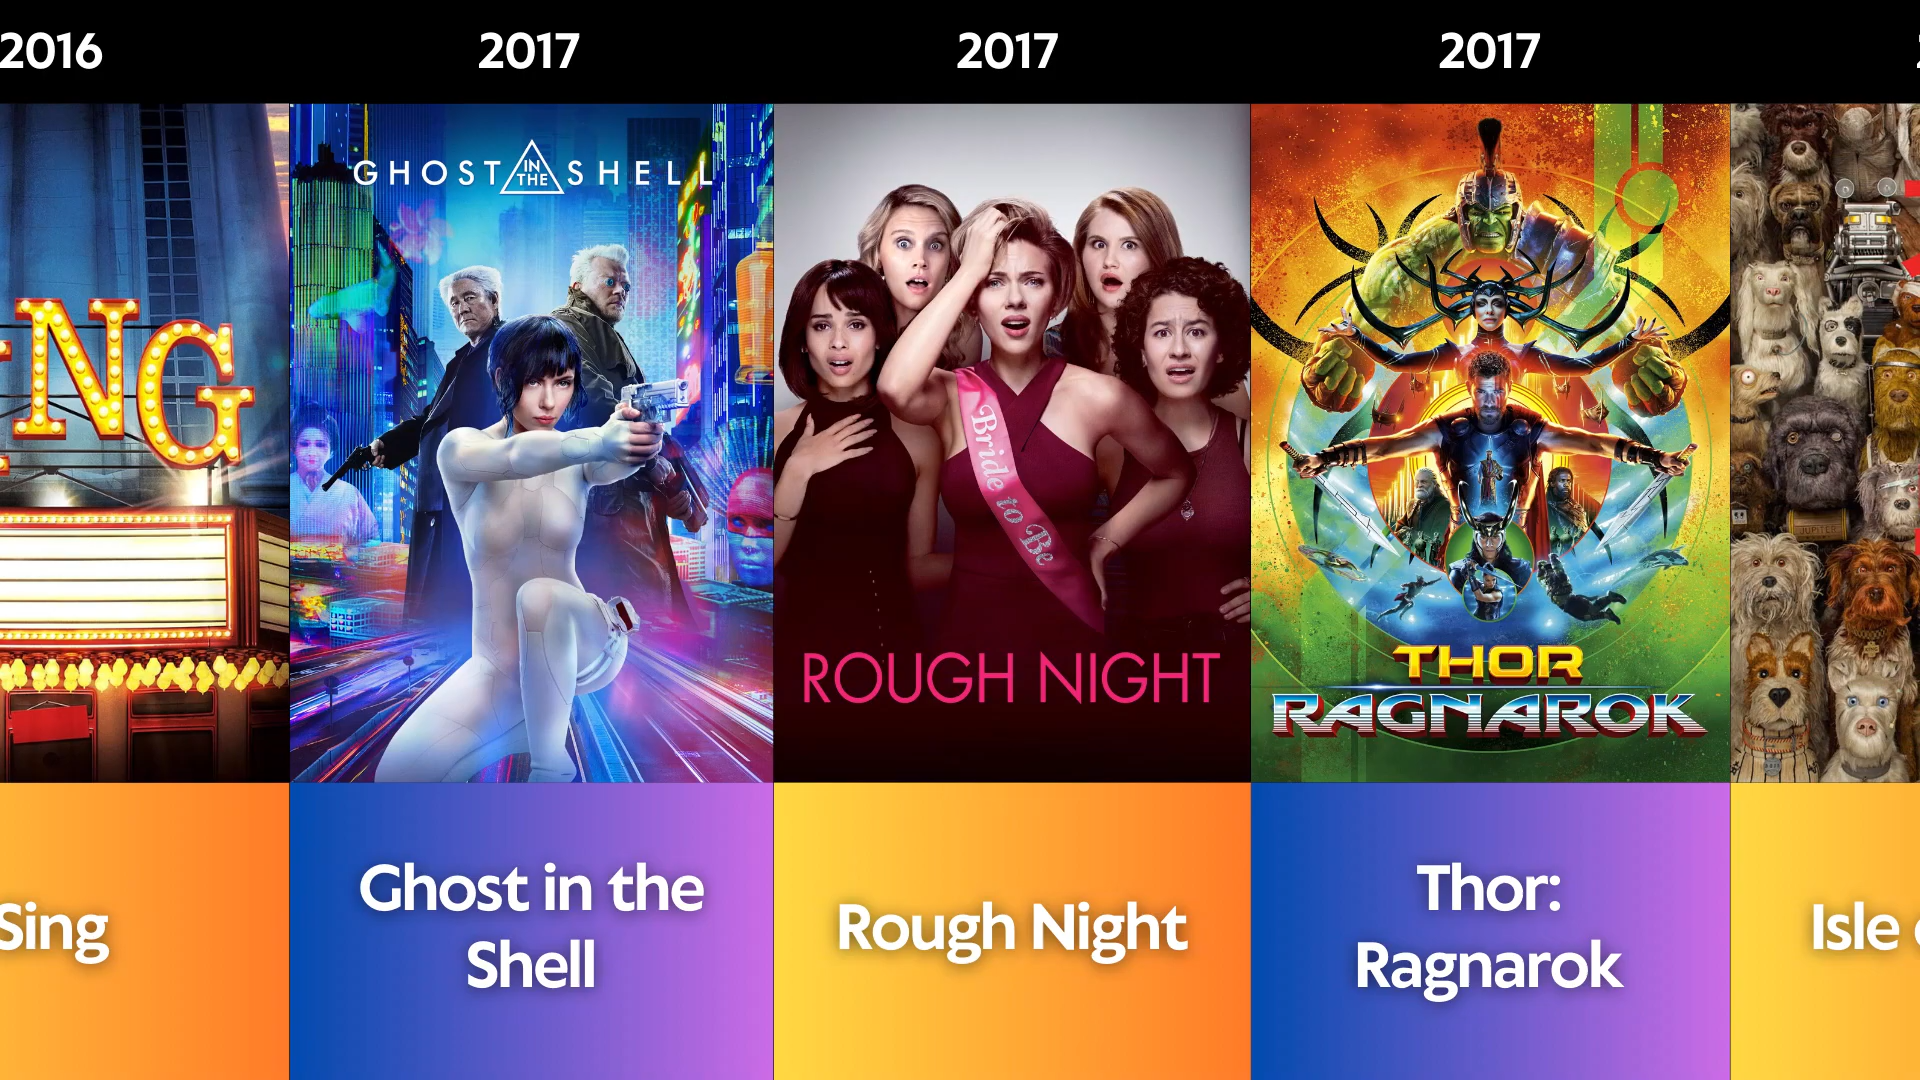 2016
2017
2017
2017
NG
GHOST IN THE SHELL
Bride to Be
ROUGH NIGHT
THOR
RAGNAROK
JUPITER
Sing
Ghost in the
Shell
Rough Night
Thor:
Ragnarok
Isle